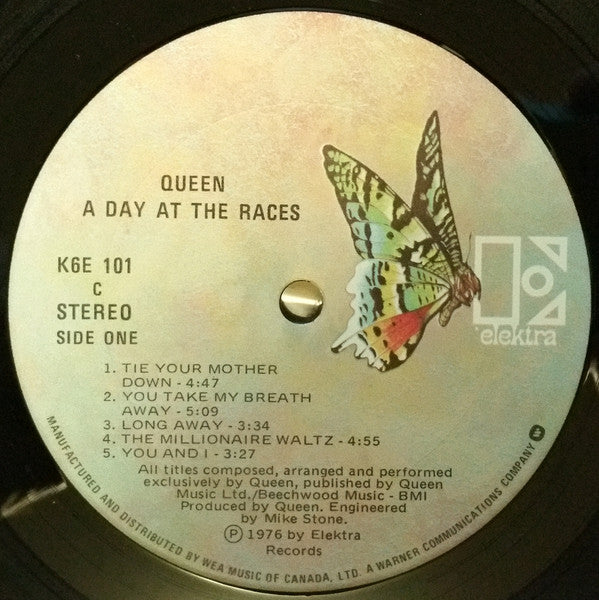 QUEEN
A DAY AT THE RACES
K6E 101
C
STEREO
SIDE ONE
elektra
1. TIE YOUR MOTHER
DOWN - 4:47
2. YOU TAKE MY BREATH
AWAY - 5:09
3. LONG AWAY - 3:34
4. THE MILLIONAIRE WALTZ - 4:55
5. YOU AND I - 3:27
All titles composed, arranged and performed
exclusively by Queen, published by Queen
Music Ltd./Beechwood Music - BMI
Produced by Queen. Engineered
by Mike Stone.
Ⓟ 1976 by Elektra
Records
MANUFACTURED AND DISTRIBUTED BY WEA MUSIC OF CANADA, LTD. A WARNER COMMUNICATIONS COMPANY